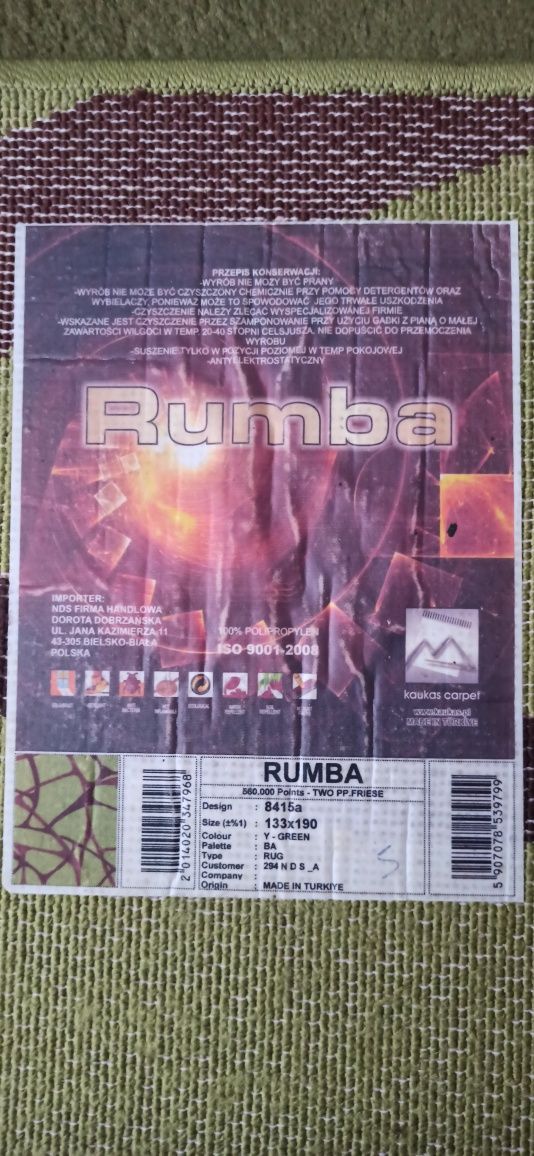 PRZEPIS KONSERWACJI:
-WYRÓB NIE MOŻY BYĆ PRANY
-WYRÓB NIE MOŻE BYĆ CZYSZCZONY CHEMICZNIE PRZY POMOCY DETERGENTÓW ORAZ
WYBIELACZY, PONIEWAŻ MOŻE TO SPOWODOWAĆ JEGO TRWAŁE USZKODZENIA
-CZYSZCZENIE NALEŻY ZLECAĆ WYSPECJALIZOWANEJ FIRMIE
-WSKAZANE JEST CZYSZCZENIE PRZEZ SZAMPONOWANIE PRZY UŻYCIU GĄDKI Z PIANĄ O MAŁEJ
ZAWARTOŚCI WILGOCI W TEMP. 20-40 STOPNI CELSJUSZA, NIE DOPUŚCIĆ DO PRZEMOCZENIA
WYROBU
-SUSZENIE TYLKO W POZYCJI POZIOMEJ W TEMP POKOJOVEJ
-ANTYELEKTROSTATYCZNY
Rumba
IMPORTER:
NDS FIRMA HANDLOWA
DOROTA DOBRZAŃSKA
UL. JANA KAZIMIERZA 11
43-305 BIELSKO-BIAŁA
POLSKA
100% POLIPROPYLEN
ISO 9001-2008
kaukas carpet
www.kaukas.pl
MADE IN TÜRKİYE
ECOLOGICAL
RUMBA
560.000 Points - TWO PP.FRIESE
Design : 8415a
Size (±%1) : 133x190
Colour : Y - GREEN
Palette : BA
Type : RUG
Customer : 294 N D S _A
Company :
Origin : MADE IN TURKIYE
2 014020 347968
5 907078 539799
5